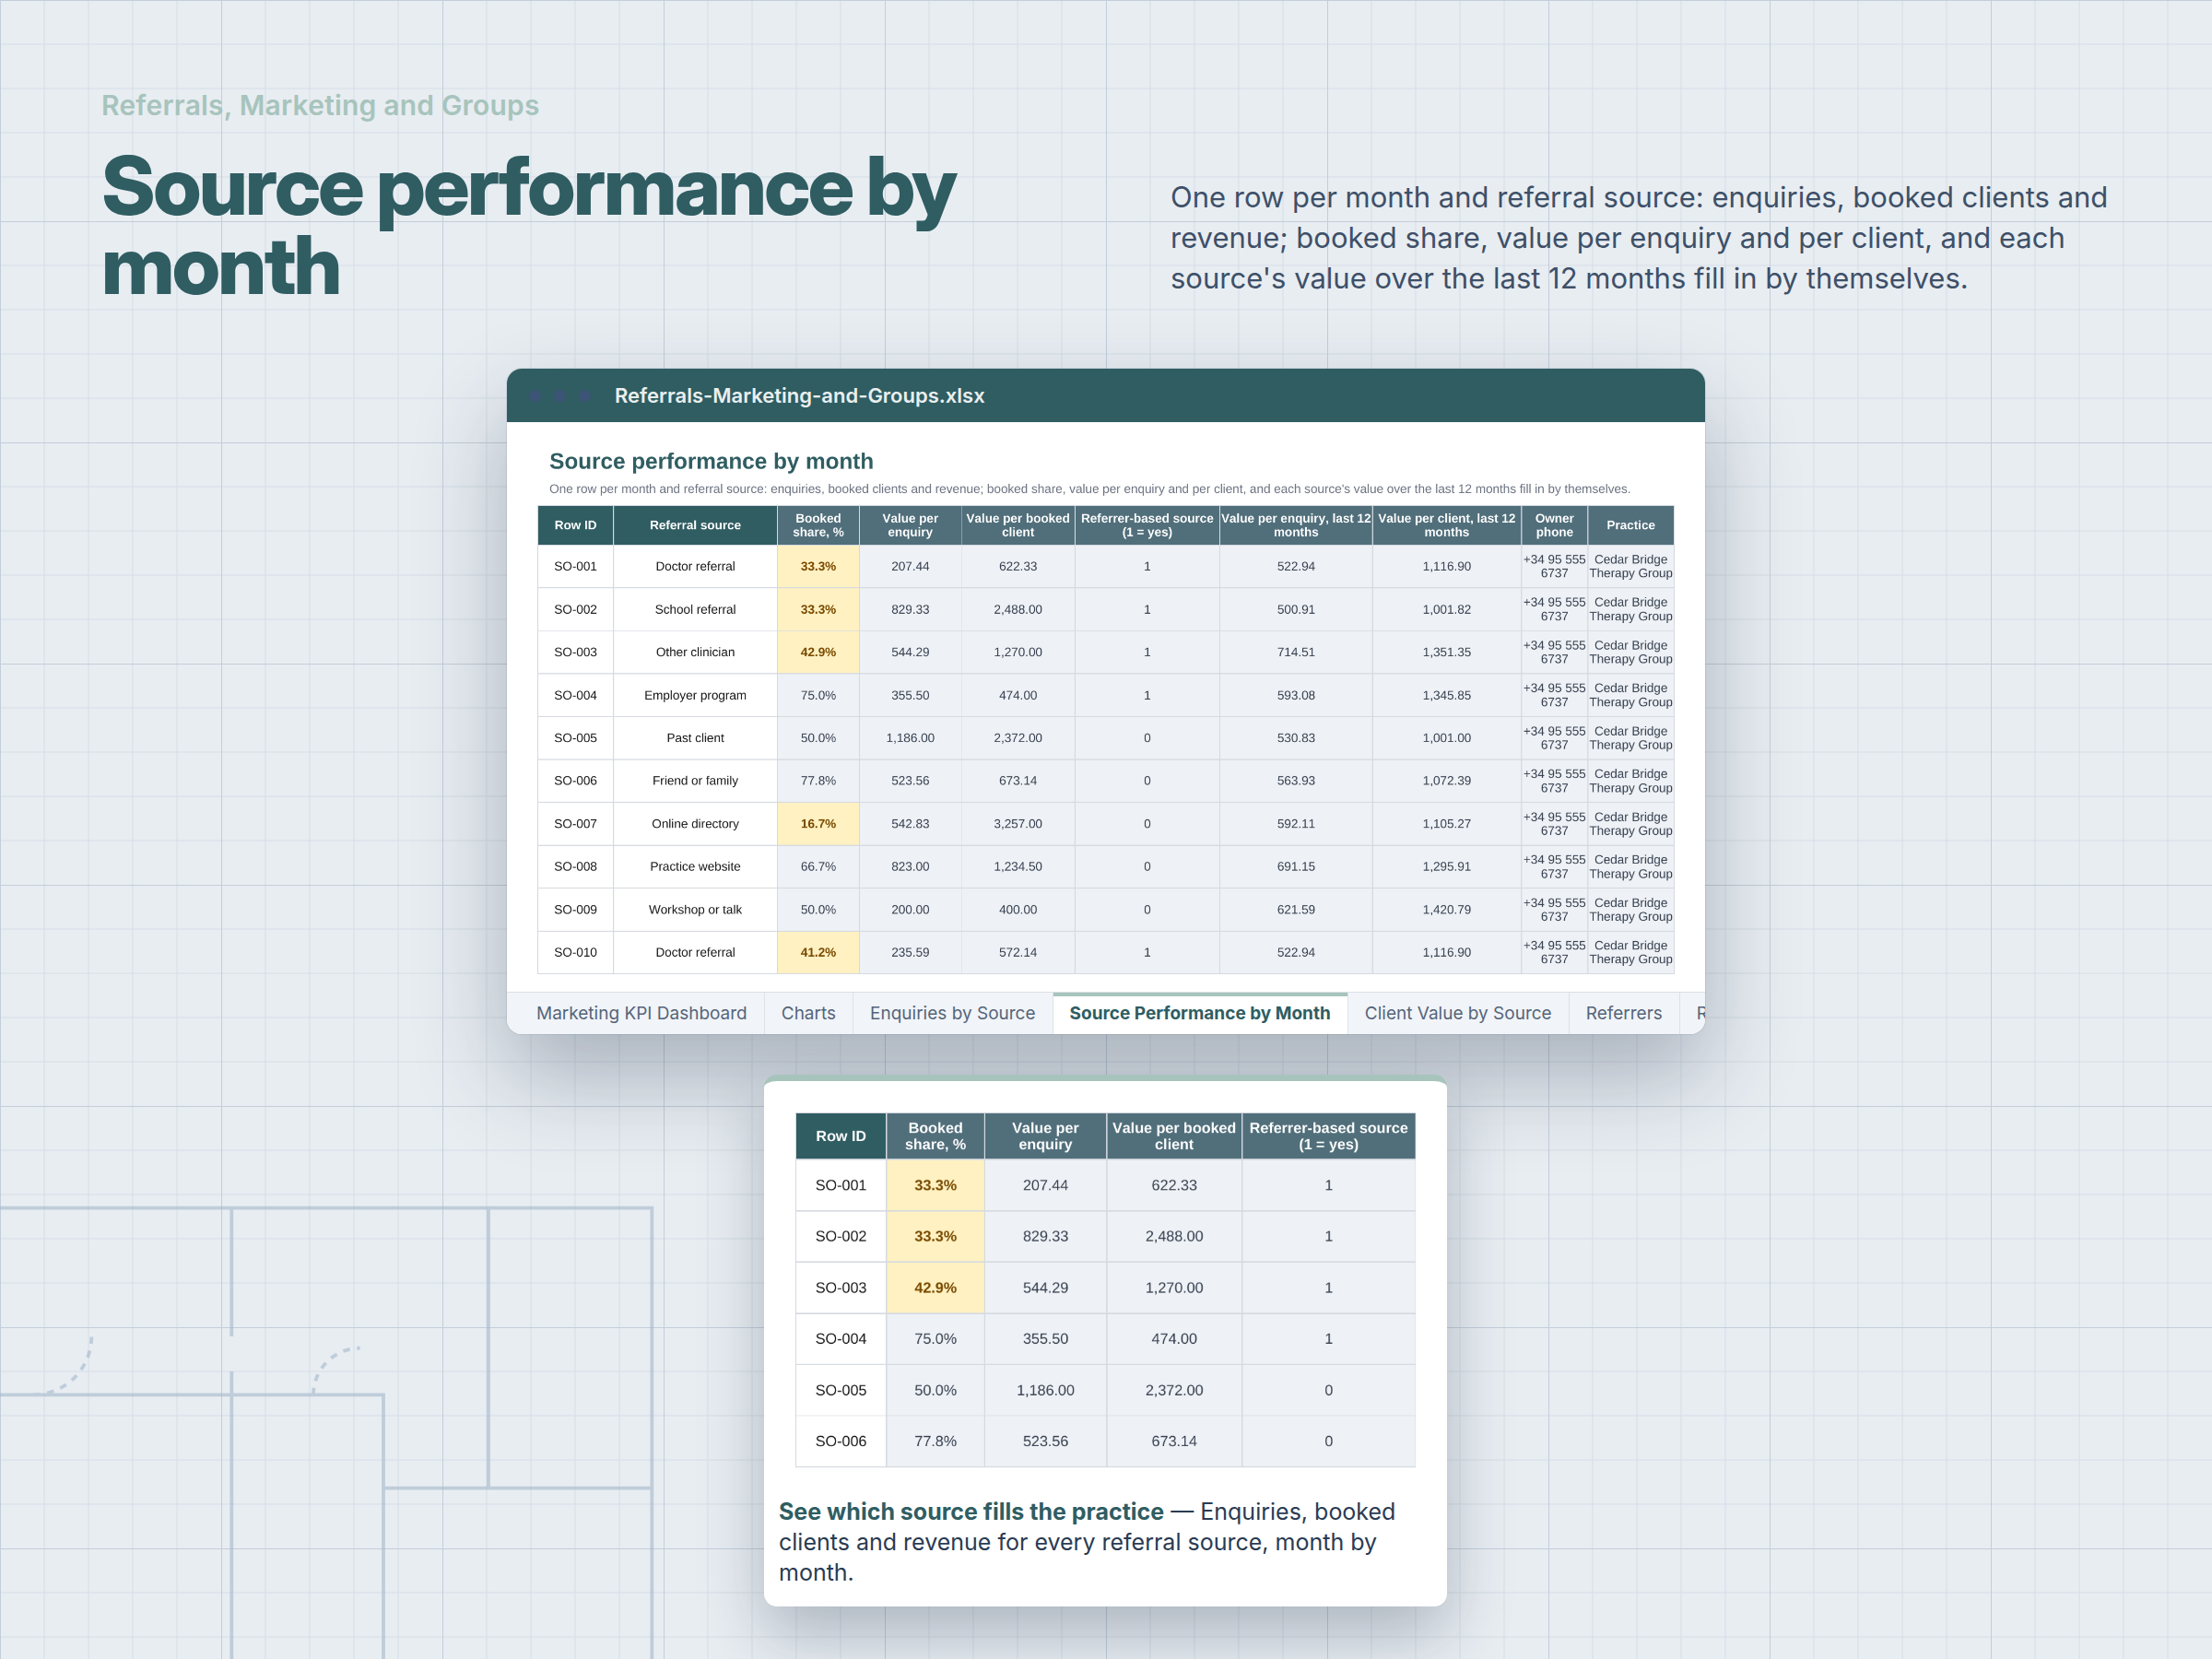 Referrals, Marketing and Groups
Source performance by
month
One row per month and referral source: enquiries, booked clients and
revenue; booked share, value per enquiry and per client, and each
source's value over the last 12 months fill in by themselves.
Referrals-Marketing-and-Groups.xlsx
Source performance by month
One row per month and referral source: enquiries, booked clients and revenue; booked share, value per enquiry and per client, and each source's value over the last 12 months fill in by themselves.
Row ID Referral source Booked share, % Value per enquiry Value per booked client Referrer-based source (1 = yes) Value per enquiry, last 12 months Value per client, last 12 months Owner phone Practice
SO-001 Doctor referral 33.3% 207.44 622.33 1 522.94 1,116.90 +34 95 555 6737 Cedar Bridge Therapy Group
SO-002 School referral 33.3% 829.33 2,488.00 1 500.91 1,001.82 +34 95 555 6737 Cedar Bridge Therapy Group
SO-003 Other clinician 42.9% 544.29 1,270.00 1 714.51 1,351.35 +34 95 555 6737 Cedar Bridge Therapy Group
SO-004 Employer program 75.0% 355.50 474.00 1 593.08 1,345.85 +34 95 555 6737 Cedar Bridge Therapy Group
SO-005 Past client 50.0% 1,186.00 2,372.00 0 530.83 1,001.00 +34 95 555 6737 Cedar Bridge Therapy Group
SO-006 Friend or family 77.8% 523.56 673.14 0 563.93 1,072.39 +34 95 555 6737 Cedar Bridge Therapy Group
SO-007 Online directory 16.7% 542.83 3,257.00 0 592.11 1,105.27 +34 95 555 6737 Cedar Bridge Therapy Group
SO-008 Practice website 66.7% 823.00 1,234.50 0 691.15 1,295.91 +34 95 555 6737 Cedar Bridge Therapy Group
SO-009 Workshop or talk 50.0% 200.00 400.00 0 621.59 1,420.79 +34 95 555 6737 Cedar Bridge Therapy Group
SO-010 Doctor referral 41.2% 235.59 572.14 1 522.94 1,116.90 +34 95 555 6737 Cedar Bridge Therapy Group
Marketing KPI Dashboard Charts Enquiries by Source Source Performance by Month Client Value by Source Referrers R
Row ID Booked share, % Value per enquiry Value per booked client Referrer-based source (1 = yes)
SO-001 33.3% 207.44 622.33 1
SO-002 33.3% 829.33 2,488.00 1
SO-003 42.9% 544.29 1,270.00 1
SO-004 75.0% 355.50 474.00 1
SO-005 50.0% 1,186.00 2,372.00 0
SO-006 77.8% 523.56 673.14 0
See which source fills the practice — Enquiries, booked
clients and revenue for every referral source, month by
month.